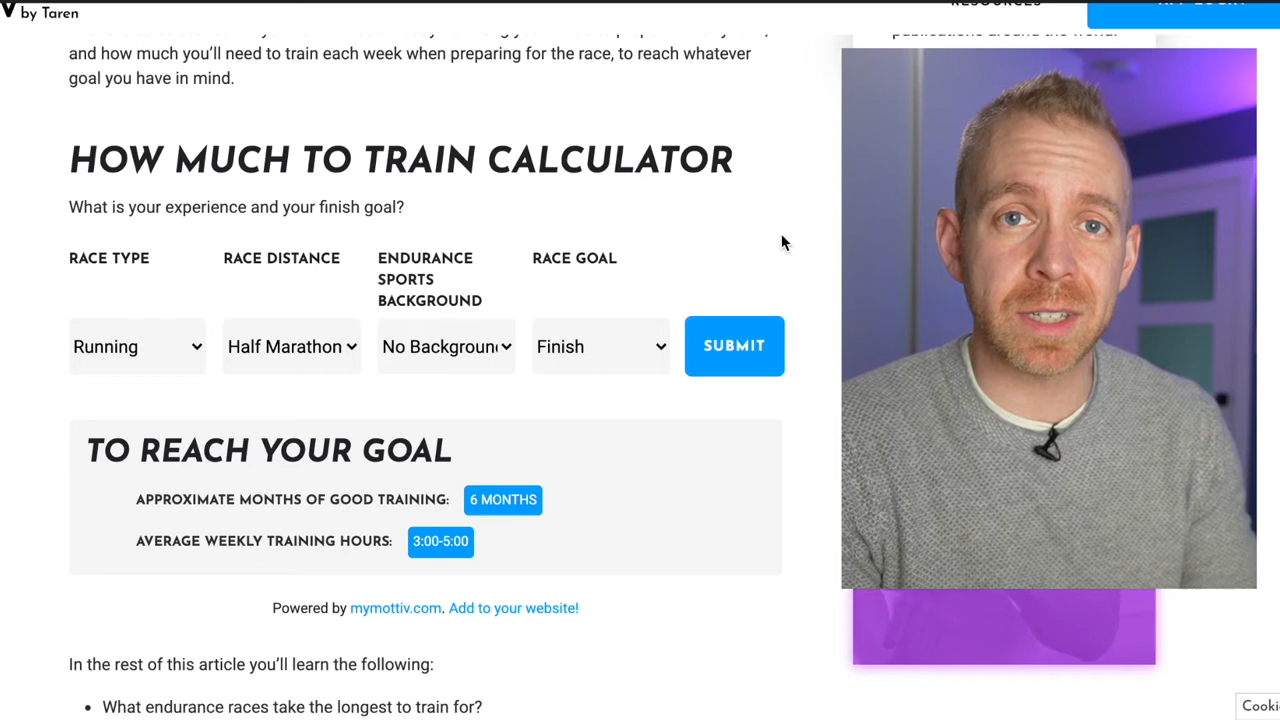 by Taren
RESOURCES
and how much you'll need to train each week when preparing for the race, to reach whatever
goal you have in mind.
HOW MUCH TO TRAIN CALCULATOR
What is your experience and your finish goal?
RACE TYPE
RACE DISTANCE
ENDURANCE
SPORTS
BACKGROUND
RACE GOAL
Running
Half Marathon
No Backgroun
Finish
SUBMIT
TO REACH YOUR GOAL
APPROXIMATE MONTHS OF GOOD TRAINING: 6 MONTHS
AVERAGE WEEKLY TRAINING HOURS: 3:00-5:00
Powered by mymottiv.com. Add to your website!
In the rest of this article you'll learn the following:
• What endurance races take the longest to train for?
Cooki